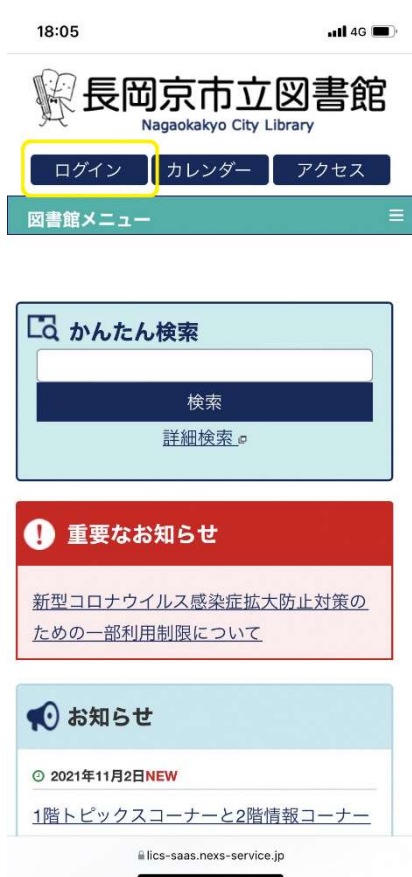 18:05
4G
長岡京市立図書館
Nagaokakyo City Library
ログイン
カレンダー
アクセス
図書館メニュー
かんたん検索
検索
詳細検索
重要なお知らせ
新型コロナウイルス感染症拡大防止対策の
ための一部利用制限について
お知らせ
2021年11月2日NEW
1階トピックスコーナーと2階情報コーナー
lics-saas.nexs-service.jp